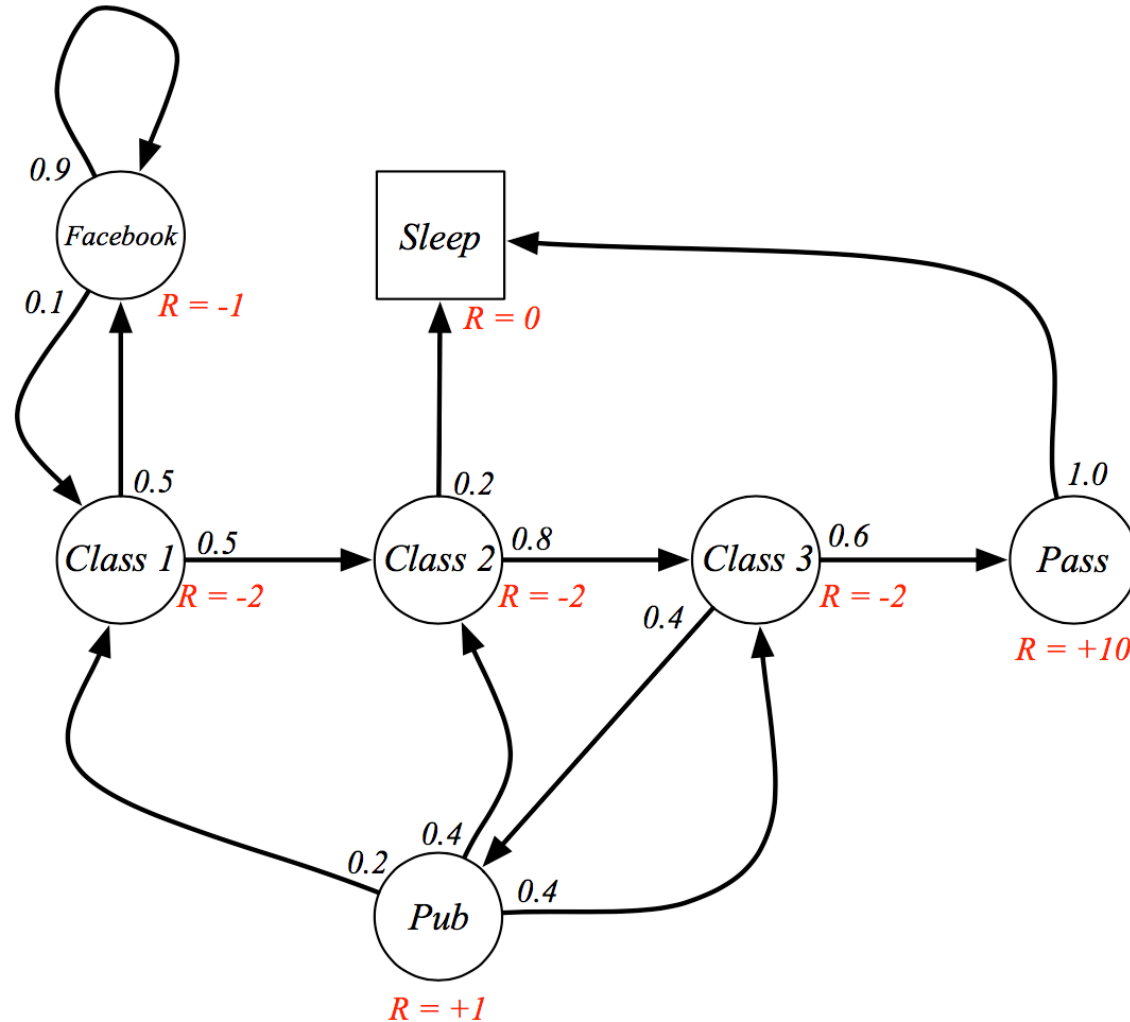 0.9
Facebook
0.1
R = -1
Sleep
R = 0
0.5
0.2
1.0
Class 1
0.5
R = -2
Class 2
0.8
R = -2
Class 3
0.6
R = -2
Pass
R = +10
0.4
0.4
0.2
0.4
Pub
R = +1